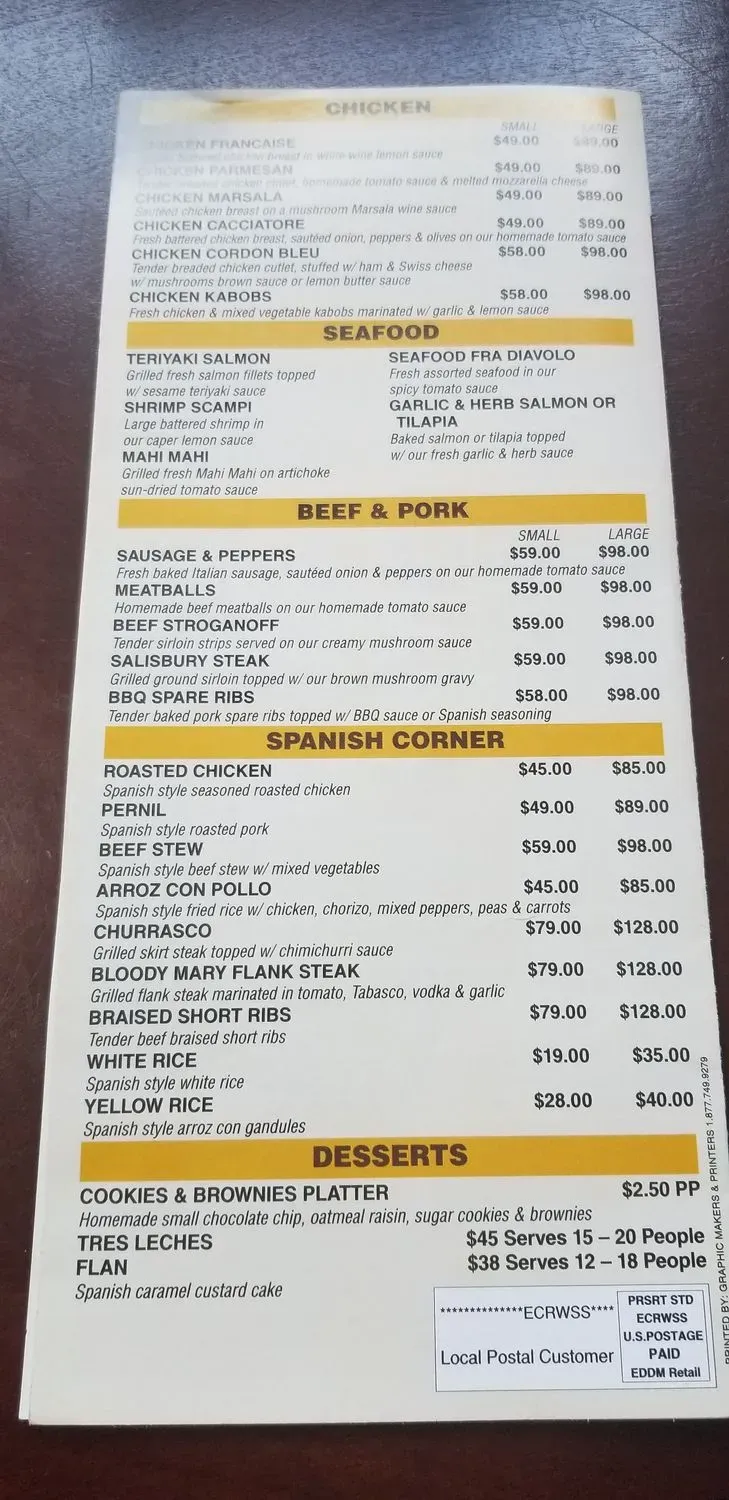 CHICKEN
SMALL
FRANCAISE $49.00
breast in white wine lemon sauce
CHICKEN PARMESAN $49.00 $89.00
homemade tomato sauce & melted mozzarella cheese
CHICKEN MARSALA $49.00 $89.00
Sautéed chicken breast on a mushroom Marsala wine sauce
CHICKEN CACCIATORE $49.00 $89.00
Fresh battered chicken breast, sautéed onion, peppers & olives on our homemade tomato sauce
CHICKEN CORDON BLEU $58.00 $98.00
Tender breaded chicken cutlet, stuffed w/ ham & Swiss cheese
w/ mushrooms brown sauce or lemon butter sauce
CHICKEN KABOBS $58.00 $98.00
Fresh chicken & mixed vegetable kabobs marinated w/ garlic & lemon sauce
SEAFOOD
TERIYAKI SALMON
Grilled fresh salmon fillets topped
w/ sesame teriyaki sauce
SHRIMP SCAMPI
Large battered shrimp in
our caper lemon sauce
MAHI MAHI
Grilled fresh Mahi Mahi on artichoke
sun-dried tomato sauce
SEAFOOD FRA DIAVOLO
Fresh assorted seafood in our
spicy tomato sauce
GARLIC & HERB SALMON OR
TILAPIA
Baked salmon or tilapia topped
w/ our fresh garlic & herb sauce
BEEF & PORK
SMALL LARGE
SAUSAGE & PEPPERS $59.00 $98.00
Fresh baked Italian sausage, sautéed onion & peppers on our homemade tomato sauce
MEATBALLS $59.00 $98.00
Homemade beef meatballs on our homemade tomato sauce
BEEF STROGANOFF $59.00 $98.00
Tender sirloin strips served on our creamy mushroom sauce
SALISBURY STEAK $59.00 $98.00
Grilled ground sirloin topped w/ our brown mushroom gravy
BBQ SPARE RIBS $58.00 $98.00
Tender baked pork spare ribs topped w/ BBQ sauce or Spanish seasoning
SPANISH CORNER
ROASTED CHICKEN $45.00 $85.00
Spanish style seasoned roasted chicken
PERNIL $49.00 $89.00
Spanish style roasted pork
BEEF STEW $59.00 $98.00
Spanish style beef stew w/ mixed vegetables
ARROZ CON POLLO $45.00 $85.00
Spanish style fried rice w/ chicken, chorizo, mixed peppers, peas & carrots
CHURRASCO $79.00 $128.00
Grilled skirt steak topped w/ chimichurri sauce
BLOODY MARY FLANK STEAK $79.00 $128.00
Grilled flank steak marinated in tomato, Tabasco, vodka & garlic
BRAISED SHORT RIBS $79.00 $128.00
Tender beef braised short ribs
WHITE RICE $19.00 $35.00
Spanish style white rice
YELLOW RICE $28.00 $40.00
Spanish style arroz con gandules
DESSERTS
COOKIES & BROWNIES PLATTER $2.50 PP
Homemade small chocolate chip, oatmeal raisin, sugar cookies & brownies
TRES LECHES $45 Serves 15 – 20 People
FLAN $38 Serves 12 – 18 People
Spanish caramel custard cake
**************ECRWSS****
Local Postal Customer
PRSRT STD
ECRWSS
U.S.POSTAGE
PAID
EDDM Retail
PRINTED BY: GRAPHIC MAKERS & PRINTERS 1.877.749.9279